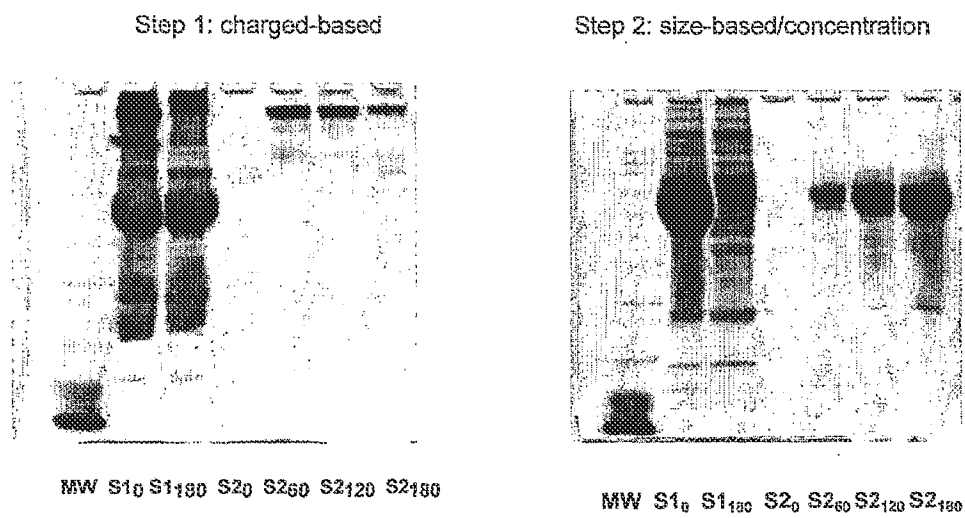 Step 1: charged-based
Step 2: size-based/concentration
MW S1₀ S1₁₈₀ S2₀ S2₆₀ S2₁₂₀ S2₁₈₀
MW S1₀ S1₁₈₀ S2₀ S2₆₀ S2₁₂₀ S2₁₈₀